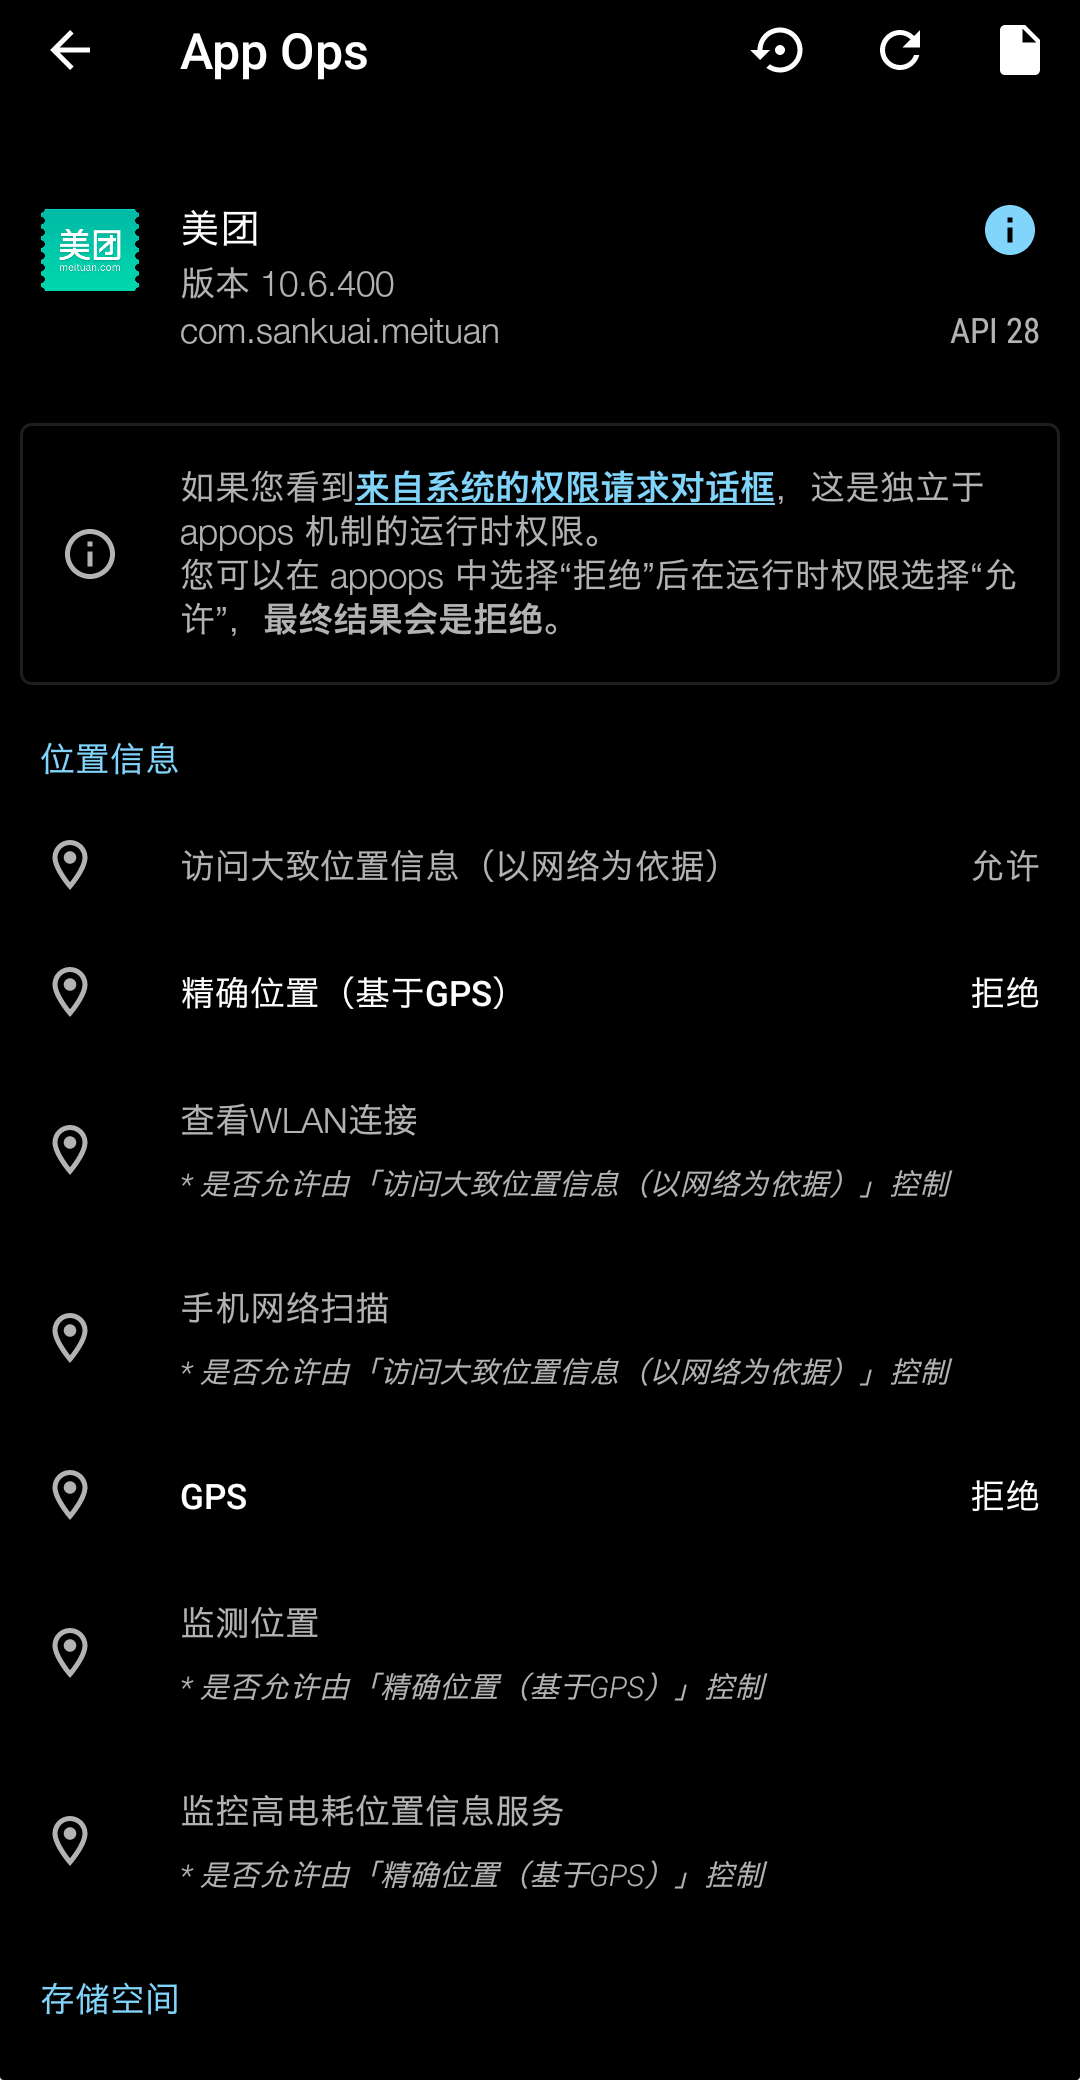 App Ops
美团
美团
meituan.com
版本 10.6.400
com.sankuai.meituan
API 28
如果您看到来自系统的权限请求对话框，这是独立于
appops 机制的运行时权限。
您可以在 appops 中选择“拒绝”后在运行时权限选择“允
许”，最终结果会是拒绝。
位置信息
访问大致位置信息（以网络为依据）
允许
精确位置（基于GPS）
拒绝
查看WLAN连接
* 是否允许由「访问大致位置信息（以网络为依据）」控制
手机网络扫描
* 是否允许由「访问大致位置信息（以网络为依据）」控制
GPS
拒绝
监测位置
* 是否允许由「精确位置（基于GPS）」控制
监控高电耗位置信息服务
* 是否允许由「精确位置（基于GPS）」控制
存储空间